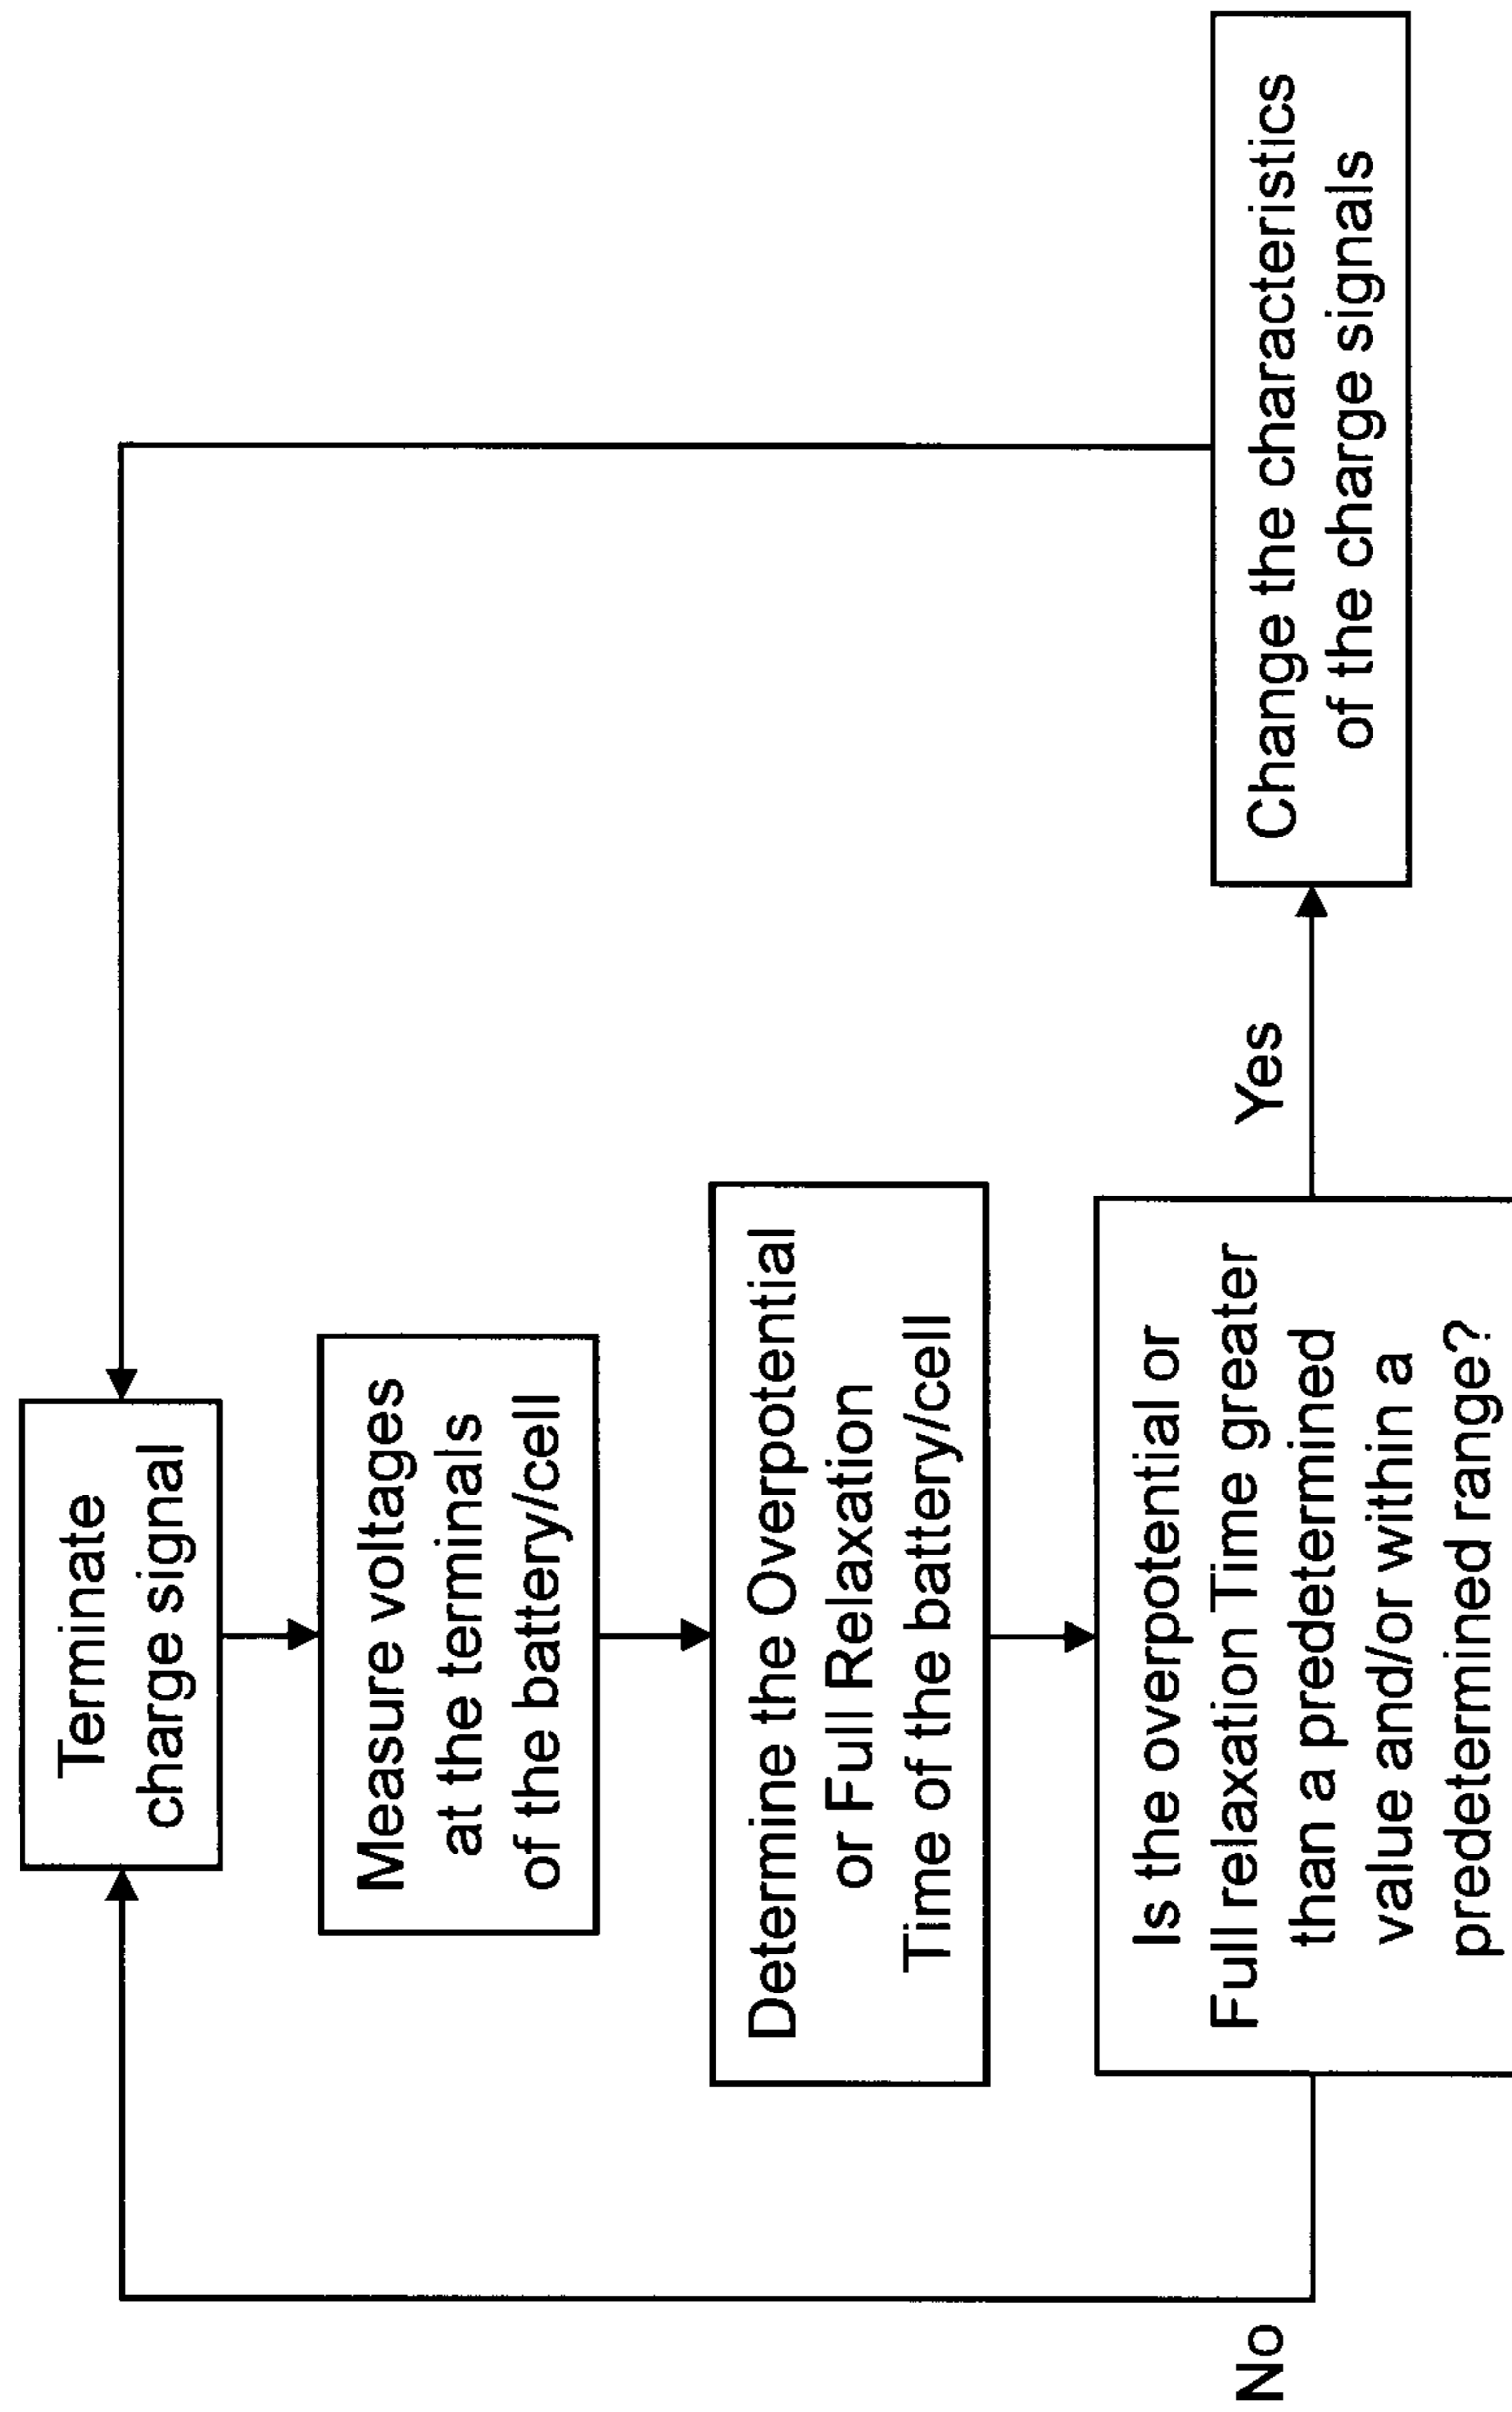 Terminate
charge signal
Measure voltages
at the terminals
of the battery/cell
Determine the Overpotential
or Full Relaxation
Time of the battery/cell
Is the overpotential or
Full relaxation Time greater
than a predetermined
value and/or within a
predetermined range?
No
Yes
Change the characteristics
of the charge signals